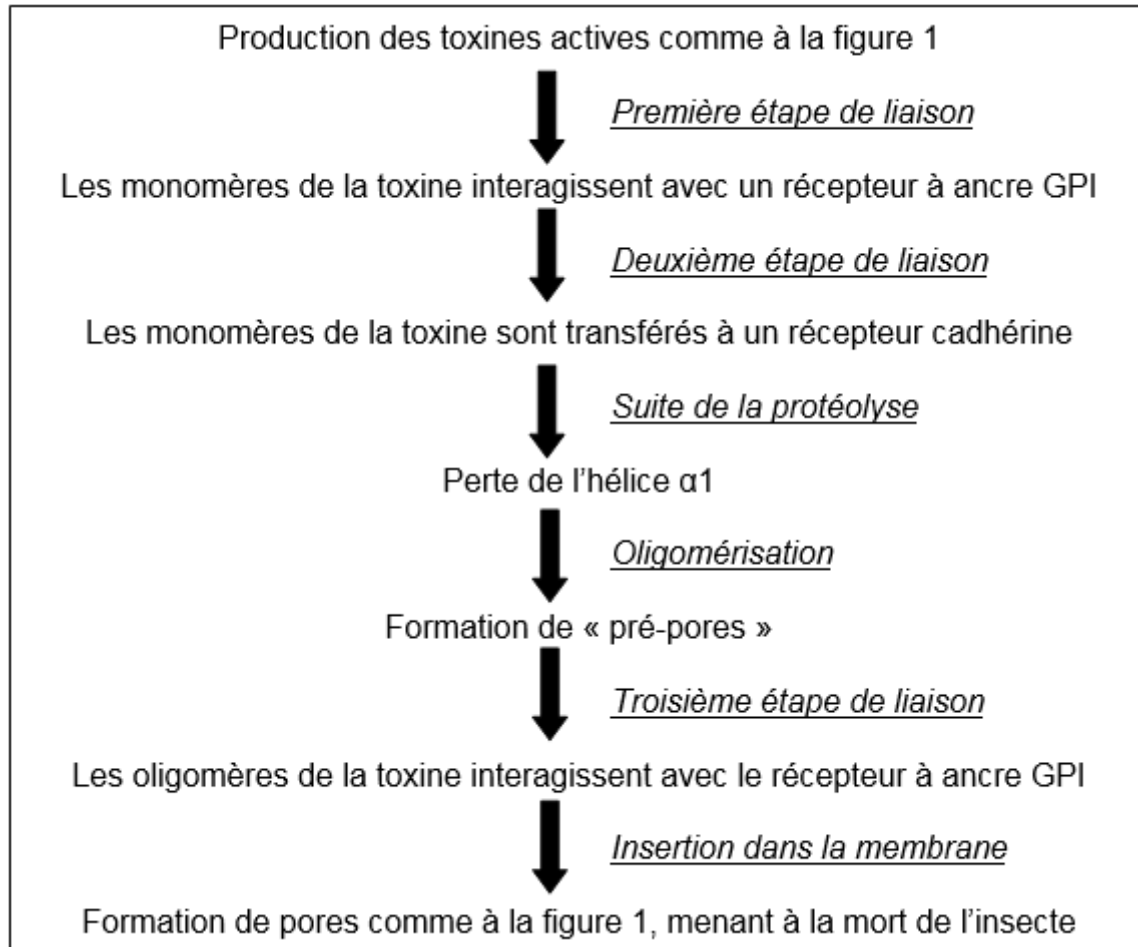 Production des toxines actives comme à la figure 1
Première étape de liaison
Les monomères de la toxine interagissent avec un récepteur à ancre GPI
Deuxième étape de liaison
Les monomères de la toxine sont transférés à un récepteur cadhérine
Suite de la protéolyse
Perte de l’hélice α1
Oligomérisation
Formation de « pré-pores »
Troisième étape de liaison
Les oligomères de la toxine interagissent avec le récepteur à ancre GPI
Insertion dans la membrane
Formation de pores comme à la figure 1, menant à la mort de l’insecte